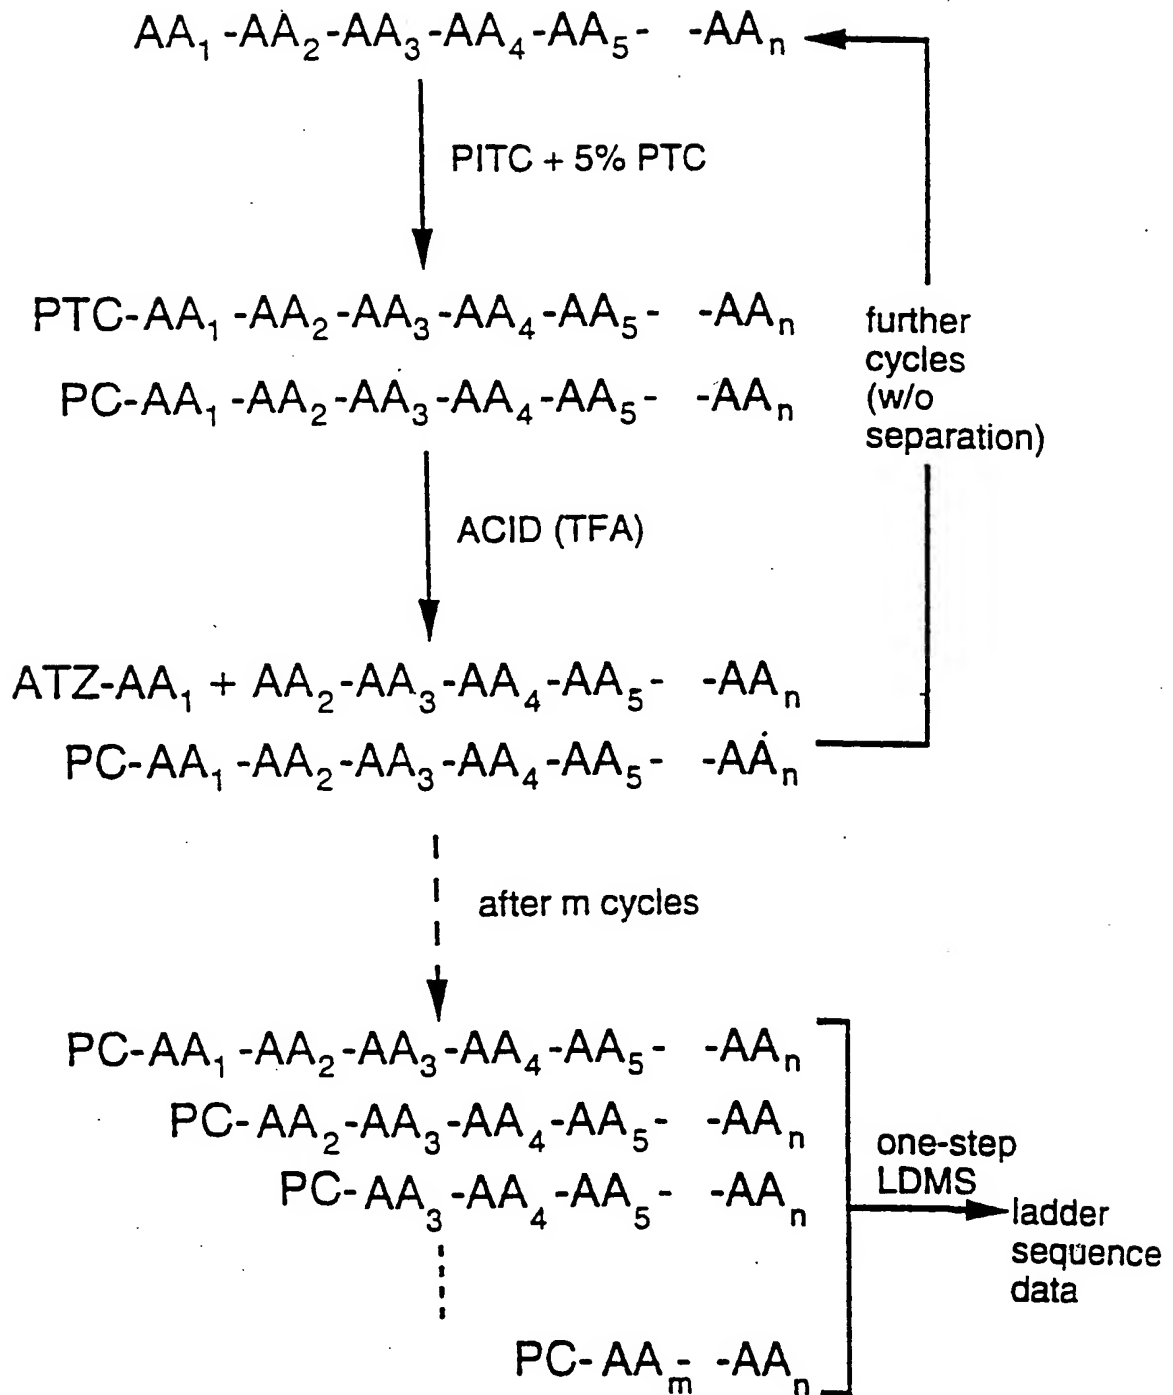 AA₁ -AA₂-AA₃-AA₄-AA₅- -AAₙ
PITC + 5% PTC
PTC-AA₁ -AA₂-AA₃-AA₄-AA₅- -AAₙ
PC-AA₁ -AA₂-AA₃-AA₄-AA₅- -AAₙ
further
cycles
(w/o
separation)
ACID (TFA)
ATZ-AA₁ + AA₂-AA₃-AA₄-AA₅- -AAₙ
PC-AA₁ -AA₂-AA₃-AA₄-AA₅- -AAₙ
after m cycles
PC-AA₁ -AA₂-AA₃-AA₄-AA₅- -AAₙ
PC-AA₂-AA₃-AA₄-AA₅- -AAₙ
PC-AA₃-AA₄-AA₅- -AAₙ
PC-AAₘ- -AAₙ
one-step
LDMS
ladder
sequence
data